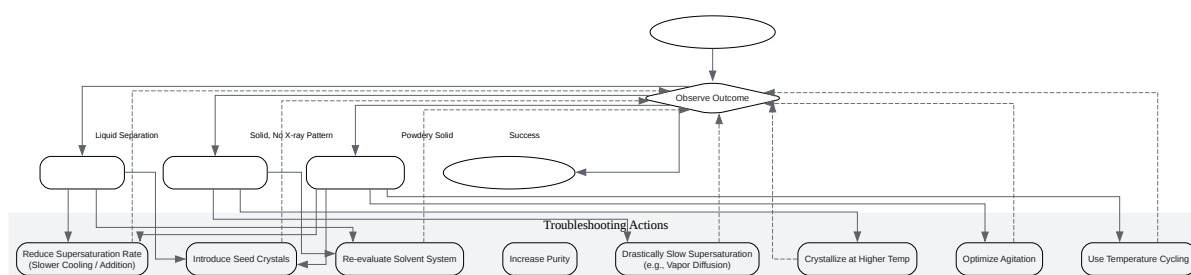 Observe Outcome
Liquid Separation
Solid, No X-ray Pattern
Powdery Solid
Success
Troubleshooting Actions
Reduce Supersaturation Rate
(Slower Cooling / Addition)
Introduce Seed Crystals
Re-evaluate Solvent System
Increase Purity
Drastically Slow Supersaturation
(e.g., Vapor Diffusion)
Crystallize at Higher Temp
Optimize Agitation
Use Temperature Cycling